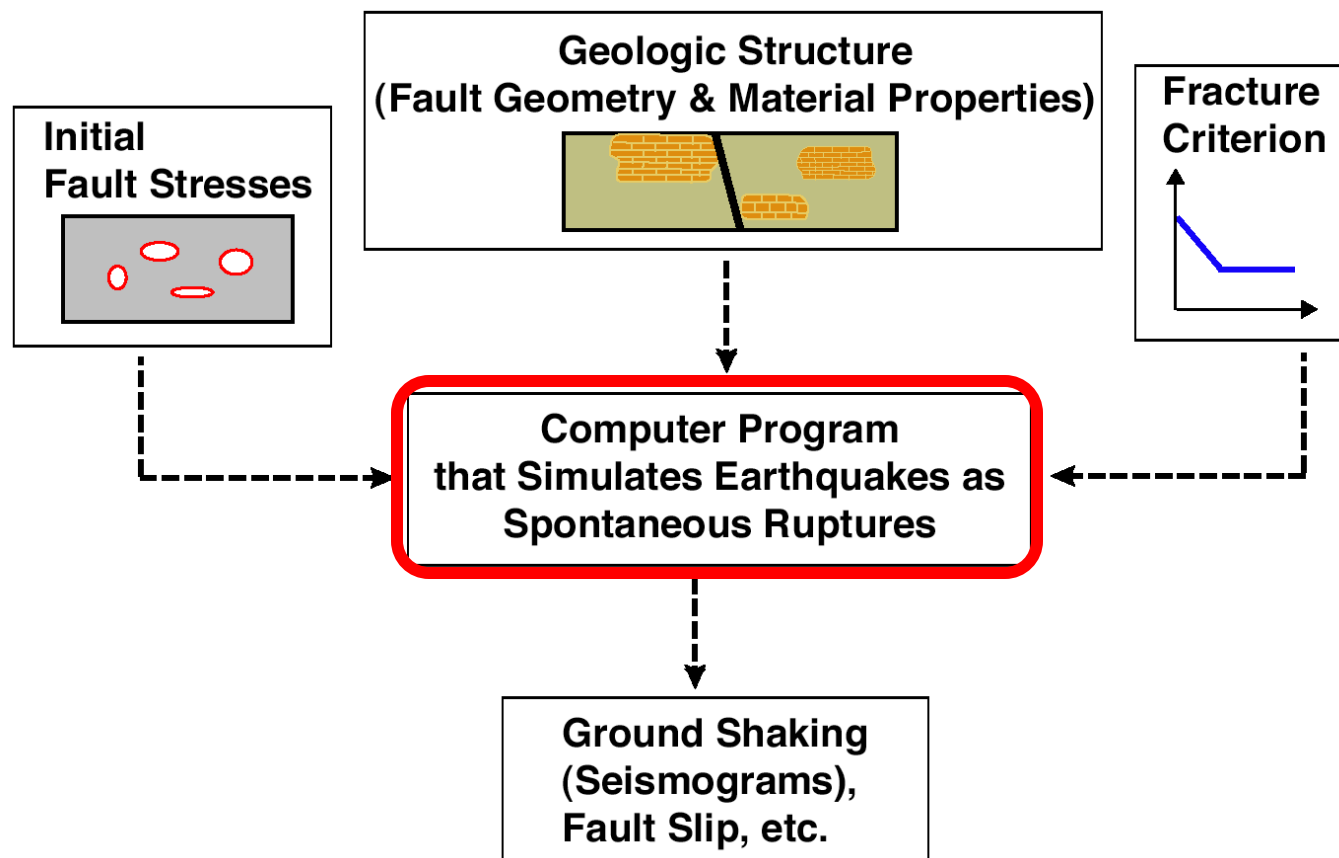 Geologic Structure
(Fault Geometry & Material Properties)
Initial
Fault Stresses
Fracture
Criterion
Computer Program
that Simulates Earthquakes as
Spontaneous Ruptures
Ground Shaking
(Seismograms),
Fault Slip, etc.